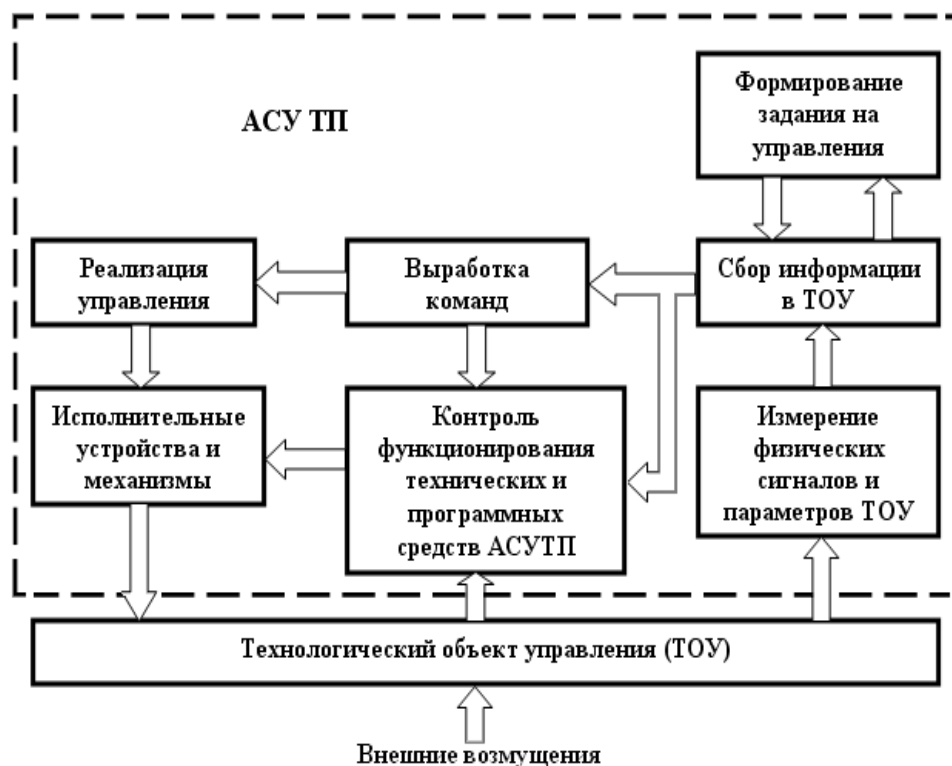 АСУ ТП
Формирование
задания на
управления
Реализация
управления
Выработка
команд
Сбор информации
в ТОУ
Исполнительные
устройства и
механизмы
Контроль
функционирования
технических и
программных
средств АСУТП
Измерение
физических
сигналов и
параметров ТОУ
Технологический объект управления (ТОУ)
Внешние возмущения